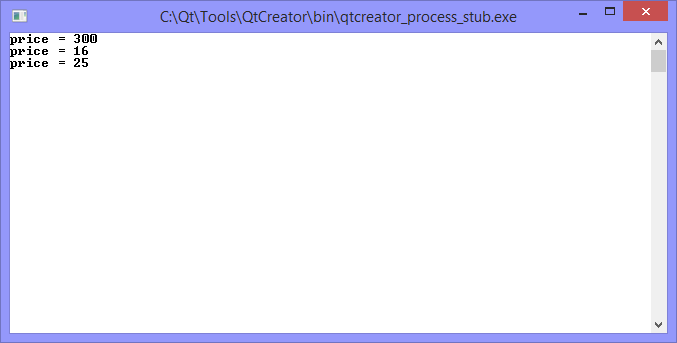 C:\Qt\Tools\QtCreator\bin\qtcreator_process_stub.exe
price = 300
price = 16
price = 25